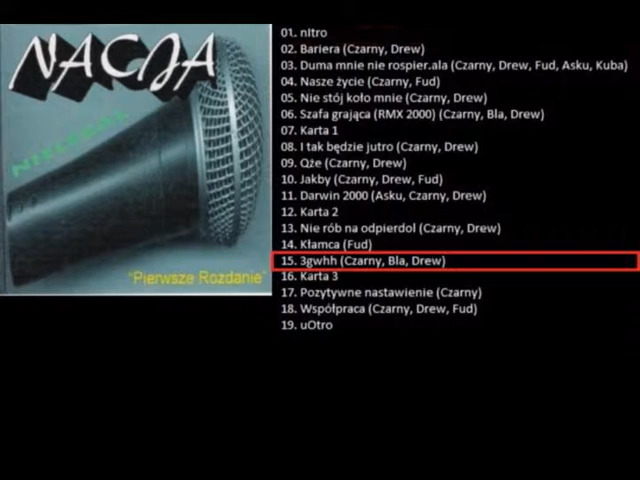 NACJA
NIELEGAL
"Pierwsze Rozdanie"
01. nItro
02. Bariera (Czarny, Drew)
03. Duma mnie nie rospier.ala (Czarny, Drew, Fud, Asku, Kuba)
04. Nasze życie (Czarny, Fud)
05. Nie stój koło mnie (Czarny, Drew)
06. Szafa grająca (RMX 2000) (Czarny, Bla, Drew)
07. Karta 1
08. I tak będzie jutro (Czarny, Drew)
09. Qże (Czarny, Drew)
10. Jakby (Czarny, Drew, Fud)
11. Darwin 2000 (Asku, Czarny, Drew)
12. Karta 2
13. Nie rób na odpierdol (Czarny, Drew)
14. Kłamca (Fud)
15. 3gwhh (Czarny, Bla, Drew)
16. Karta 3
17. Pozytywne nastawienie (Czarny)
18. Współpraca (Czarny, Drew, Fud)
19. uOtro